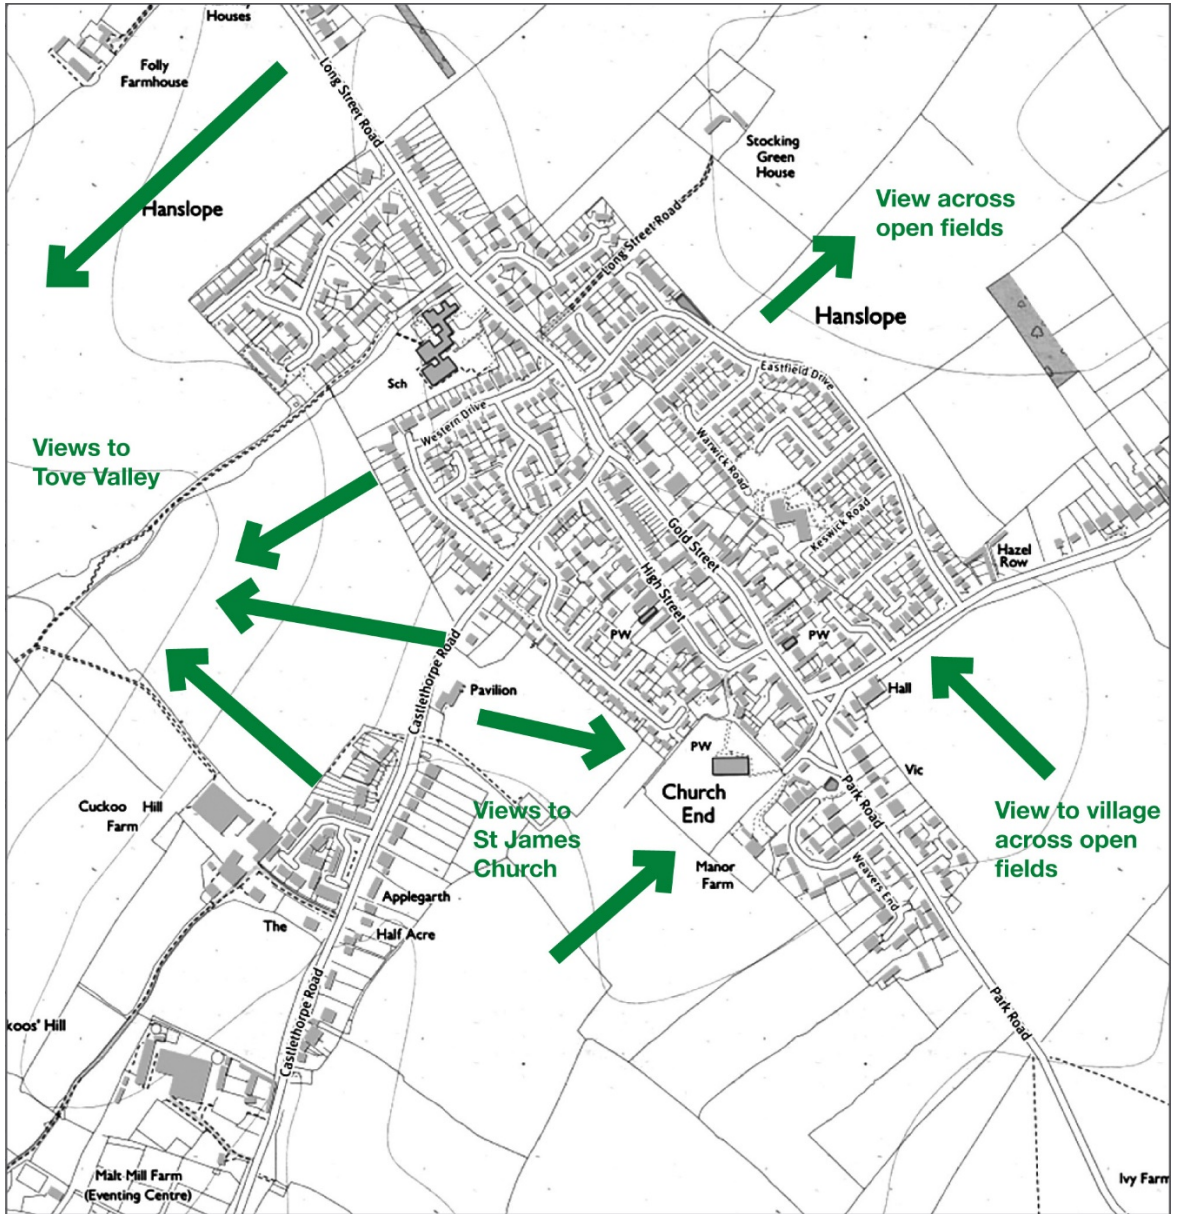 Houses
Folly
Farmhouse
Long Street Road
Stocking
Green
House
Hanslope
View across
open fields
Long Street Road
Hanslope
Sch
Eastfield Drive
Western Drive
Warwick Road
Views to
Tove Valley
Keswick Road
Gold Street
Hazel
Row
High Street
PW
PW
Castlethorpe Road
Pavilion
Hall
PW
Vic
Church
End
Park Road
Cuckoo Hill
Farm
Views to
St James
Church
View to village
across open
fields
Manor
Farm
Weavers End
Applegarth
The
Half Acre
Castlethorpe Road
Park Road
koos' Hill
Malt Mill Farm
(Eventing Centre)
Ivy Farm